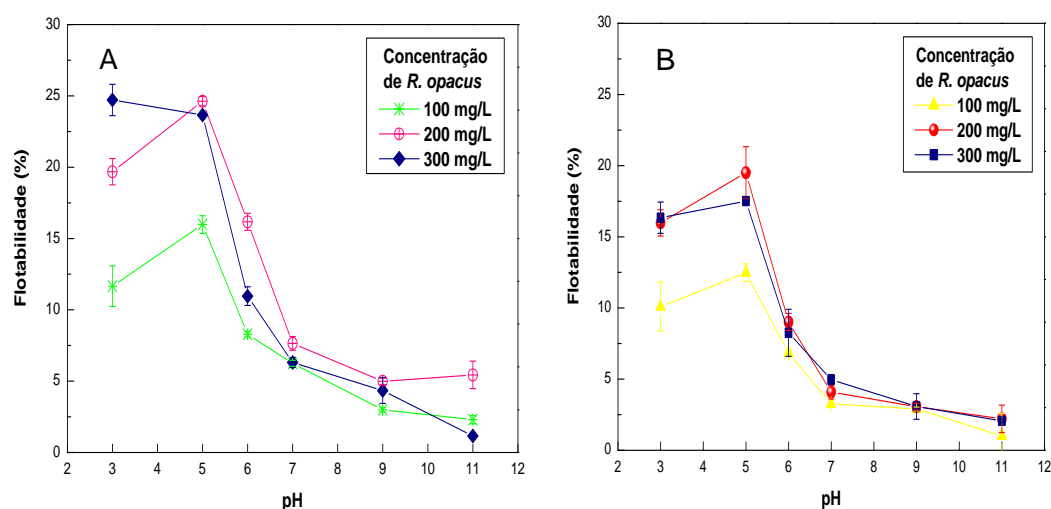 A
Concentração
de R. opacus
100 mg/L
200 mg/L
300 mg/L
Flotabilidade (%)
30
25
20
15
10
5
0
2 3 4 5 6 7 8 9 10 11 12
pH
B
Concentração
de R. opacus
100 mg/L
200 mg/L
300 mg/L
Flotabilidade (%)
30
25
20
15
10
5
0
2 3 4 5 6 7 8 9 10 11 12
pH